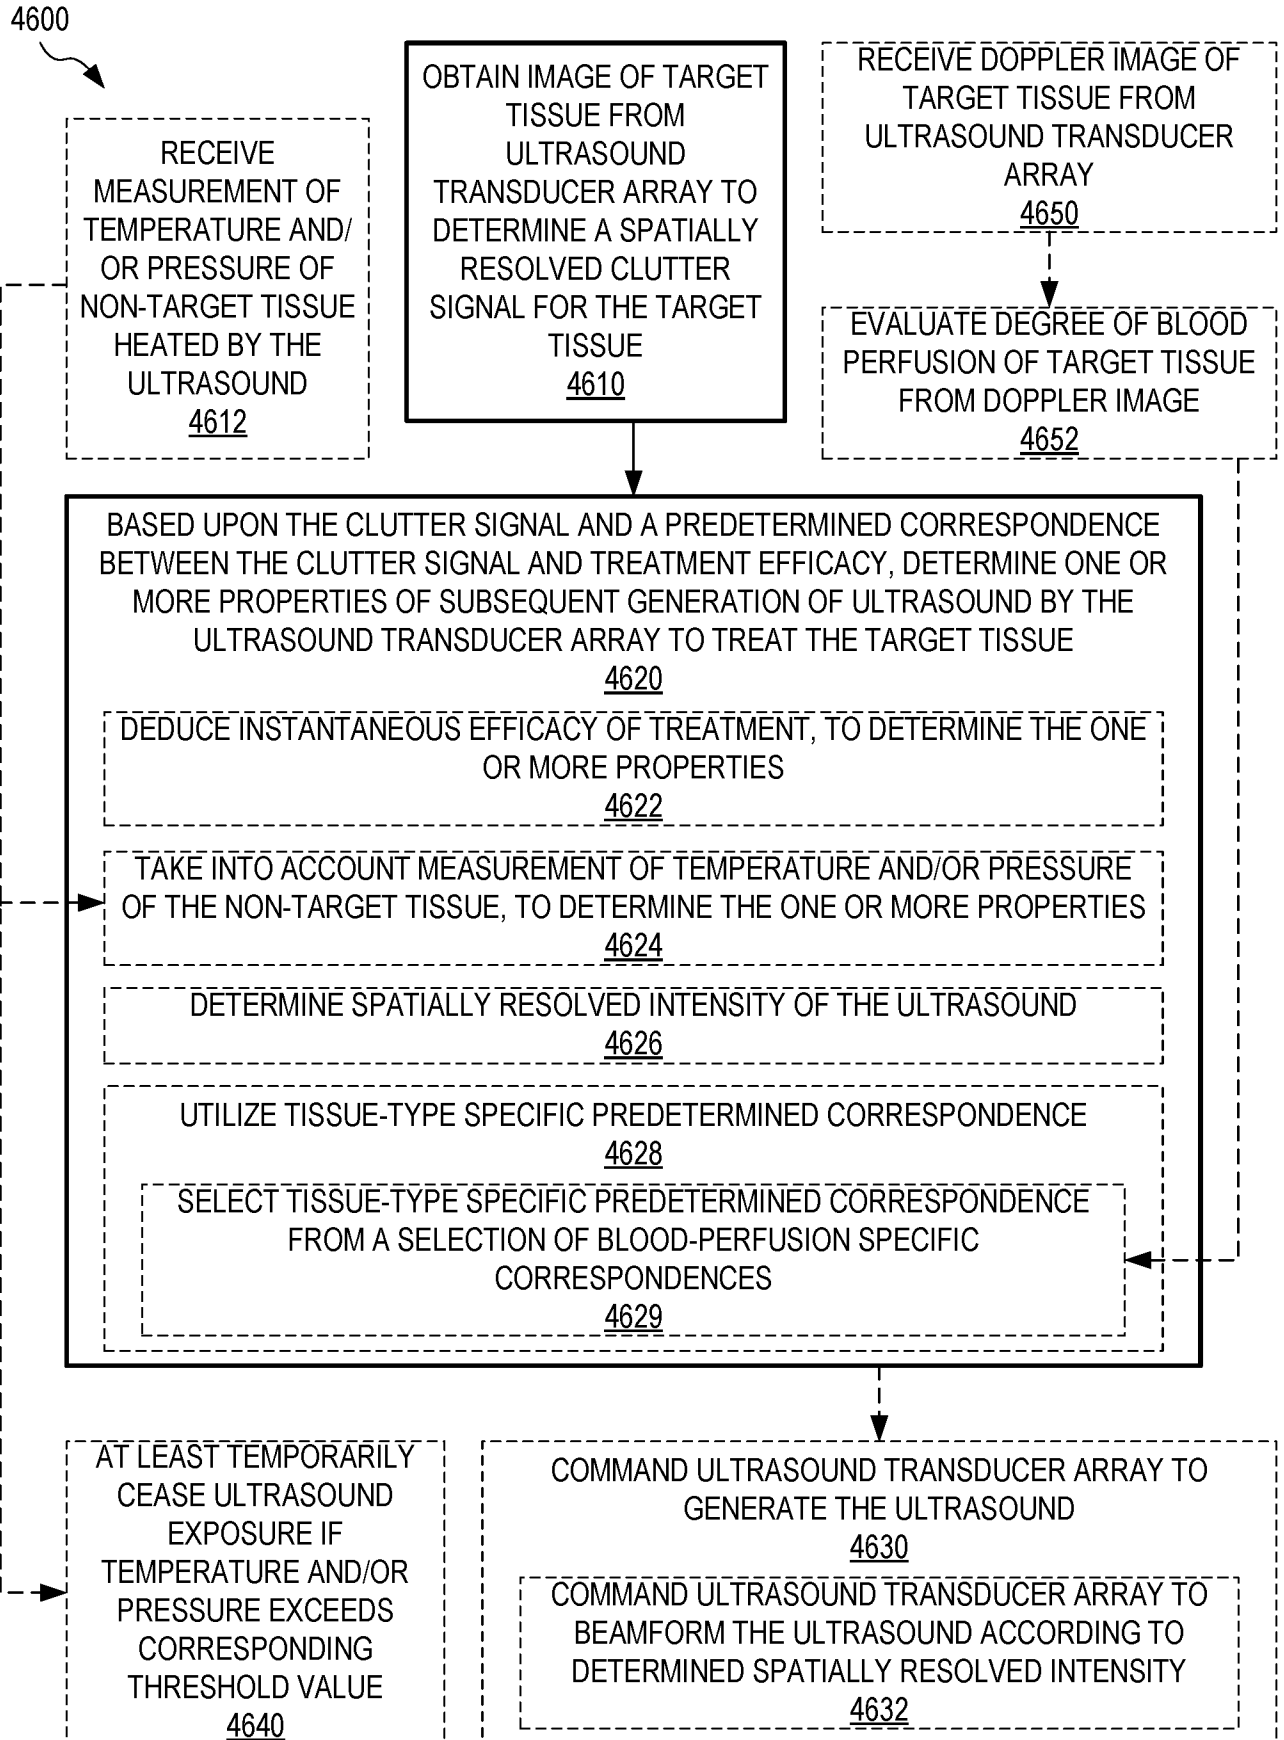 4600
RECEIVE
MEASUREMENT OF
TEMPERATURE AND/
OR PRESSURE OF
NON-TARGET TISSUE
HEATED BY THE
ULTRASOUND
4612
OBTAIN IMAGE OF TARGET
TISSUE FROM
ULTRASOUND
TRANSDUCER ARRAY TO
DETERMINE A SPATIALLY
RESOLVED CLUTTER
SIGNAL FOR THE TARGET
TISSUE
4610
RECEIVE DOPPLER IMAGE OF
TARGET TISSUE FROM
ULTRASOUND TRANSDUCER
ARRAY
4650
EVALUATE DEGREE OF BLOOD
PERFUSION OF TARGET TISSUE
FROM DOPPLER IMAGE
4652
BASED UPON THE CLUTTER SIGNAL AND A PREDETERMINED CORRESPONDENCE
BETWEEN THE CLUTTER SIGNAL AND TREATMENT EFFICACY, DETERMINE ONE OR
MORE PROPERTIES OF SUBSEQUENT GENERATION OF ULTRASOUND BY THE
ULTRASOUND TRANSDUCER ARRAY TO TREAT THE TARGET TISSUE
4620
DEDUCE INSTANTANEOUS EFFICACY OF TREATMENT, TO DETERMINE THE ONE
OR MORE PROPERTIES
4622
TAKE INTO ACCOUNT MEASUREMENT OF TEMPERATURE AND/OR PRESSURE
OF THE NON-TARGET TISSUE, TO DETERMINE THE ONE OR MORE PROPERTIES
4624
DETERMINE SPATIALLY RESOLVED INTENSITY OF THE ULTRASOUND
4626
UTILIZE TISSUE-TYPE SPECIFIC PREDETERMINED CORRESPONDENCE
4628
SELECT TISSUE-TYPE SPECIFIC PREDETERMINED CORRESPONDENCE
FROM A SELECTION OF BLOOD-PERFUSION SPECIFIC
CORRESPONDENCES
4629
AT LEAST TEMPORARILY
CEASE ULTRASOUND
EXPOSURE IF
TEMPERATURE AND/OR
PRESSURE EXCEEDS
CORRESPONDING
THRESHOLD VALUE
4640
COMMAND ULTRASOUND TRANSDUCER ARRAY TO
GENERATE THE ULTRASOUND
4630
COMMAND ULTRASOUND TRANSDUCER ARRAY TO
BEAMFORM THE ULTRASOUND ACCORDING TO
DETERMINED SPATIALLY RESOLVED INTENSITY
4632